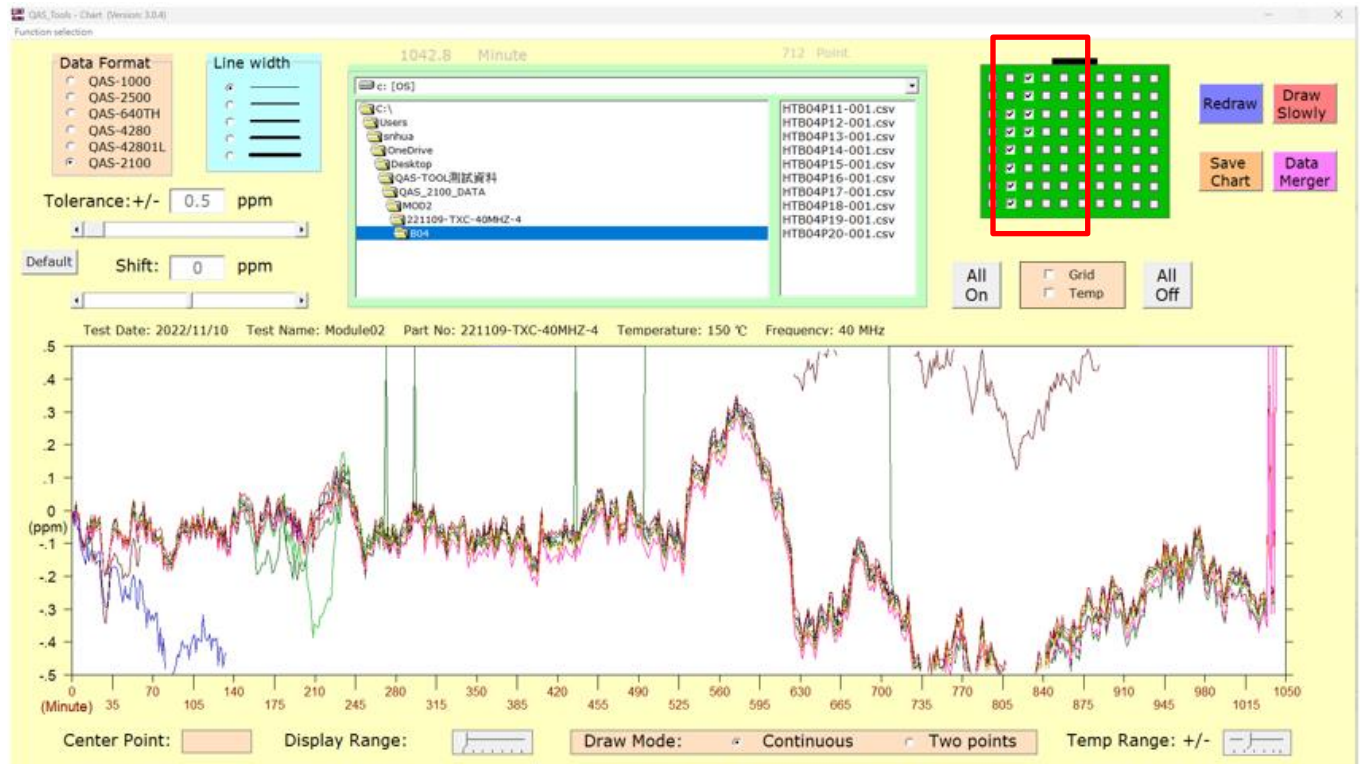 QAS_Tools - Chart (Version: 3.0.4)
Function selection
1042.8 Minute
712 Point
Data Format
QAS-1000
QAS-2500
QAS-640TH
QAS-4280
QAS-42801L
QAS-2100
Line width
c: [OS]
C:\
Users
snhua
OneDrive
Desktop
QAS-TOOL測試資料
QAS_2100_DATA
MOD2
221109-TXC-40MHZ-4
B04
HTB04P11-001.csv
HTB04P12-001.csv
HTB04P13-001.csv
HTB04P14-001.csv
HTB04P15-001.csv
HTB04P16-001.csv
HTB04P17-001.csv
HTB04P18-001.csv
HTB04P19-001.csv
HTB04P20-001.csv
Redraw
Draw Slowly
Save Chart
Data Merger
Tolerance:+/- 0.5 ppm
Default
Shift: 0 ppm
All On
Grid
Temp
All Off
Test Date: 2022/11/10 Test Name: Module02 Part No: 221109-TXC-40MHZ-4 Temperature: 150 ℃ Frequency: 40 MHz
.5
.4
.3
.2
.1
0
(ppm)
-.1
-.2
-.3
-.4
-.5
0 70 140 210 280 350 420 490 560 630 700 770 840 910 980 1050
(Minute) 35 105 175 245 315 385 455 525 595 665 735 805 875 945 1015
Center Point:
Display Range:
Draw Mode: Continuous Two points
Temp Range: +/-